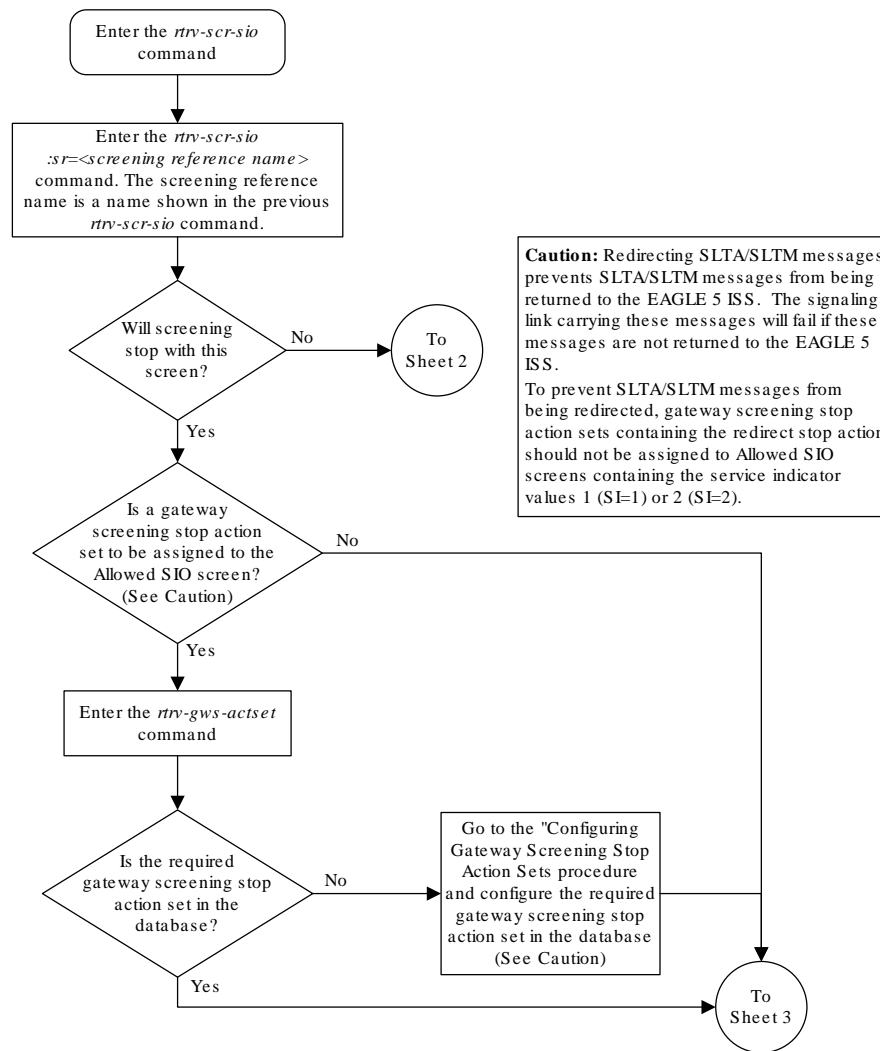 Enter the rtrv-scr-sio
command
Enter the rtrv-scr-sio
:sr=<screening reference name>
command. The screening reference
name is a name shown in the previous
rtrv-scr-sio command.
Caution: Redirecting SLTA/SLTM messages
prevents SLTA/SLTM messages from being
returned to the EAGLE 5 ISS. The signaling
link carrying these messages will fail if these
messages are not returned to the EAGLE 5
ISS.
To prevent SLTA/SLTM messages from
being redirected, gateway screening stop
action sets containing the redirect stop action
should not be assigned to Allowed SIO
screens containing the service indicator
values 1 (SI=1) or 2 (SI=2).
Will screening
stop with this
screen?
No
To
Sheet 2
Yes
Is a gateway
screening stop action
set to be assigned to the
Allowed SIO screen?
(See Caution)
No
Yes
Enter the rtrv-gws-actset
command
Is the required
gateway screening stop
action set in the
database?
No
Go to the "Configuring
Gateway Screening Stop
Action Sets procedure
and configure the required
gateway screening stop
action set in the database
(See Caution)
Yes
To
Sheet 3